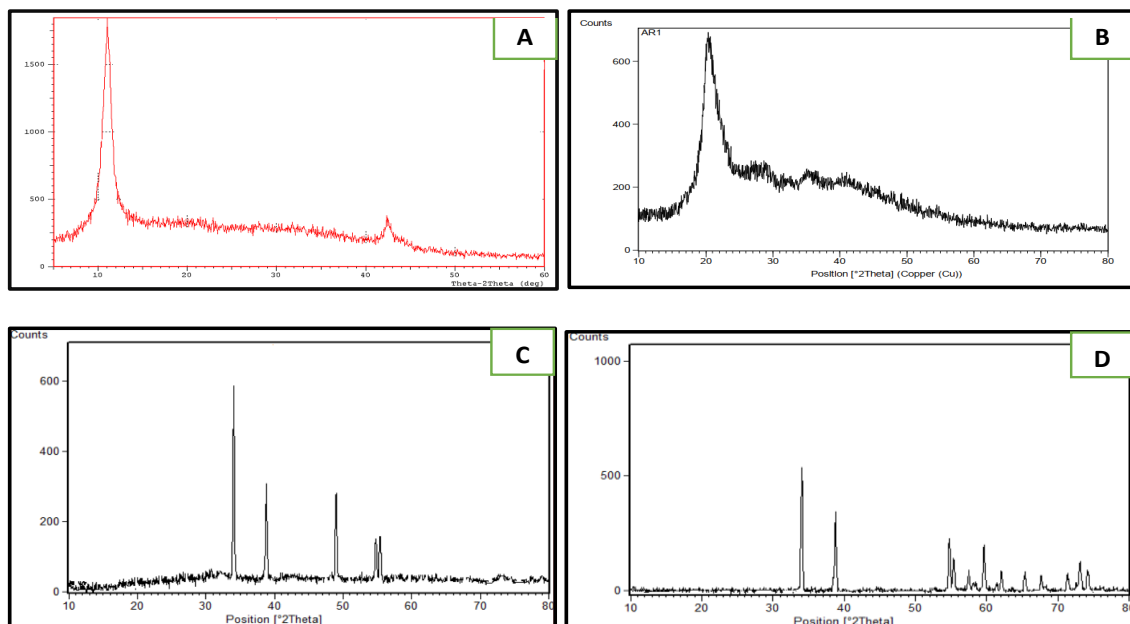 A
1500
1000
500
0
10
20
30
40
50
60
Theta-2Theta (deg)
Counts
B
AR1
600
400
200
0
10 20 30 40 50 60 70 80
Position [°2Theta] (Copper (Cu))
Counts
C
600
400
200
0
10 20 30 40 50 60 70 80
Position [°2Theta]
Counts
D
1000
500
0
10 20 30 40 50 60 70 80
Position [°2Theta]